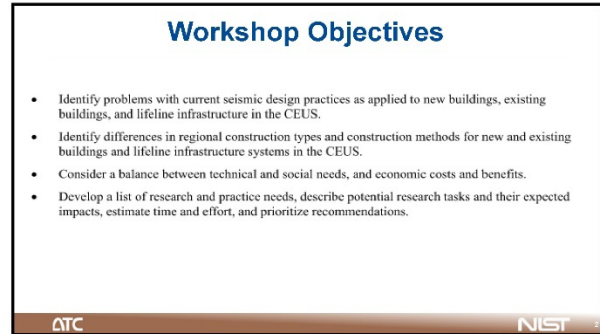 Workshop Objectives
• Identify problems with current seismic design practices as applied to new buildings, existing
buildings, and lifeline infrastructure in the CEUS.
• Identify differences in regional construction types and construction methods for new and existing
buildings and lifeline infrastructure systems in the CEUS.
• Consider a balance between technical and social needs, and economic costs and benefits.
• Develop a list of research and practice needs, describe potential research tasks and their expected
impacts, estimate time and effort, and prioritize recommendations.
ATC
NIST